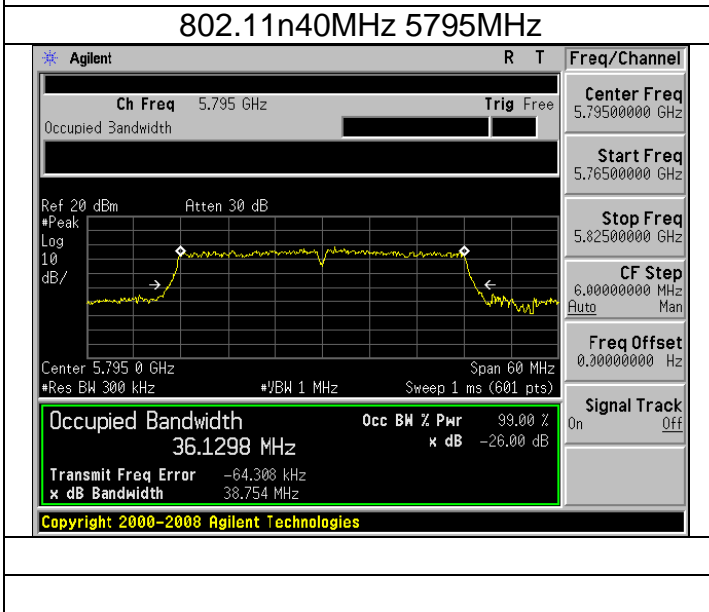 802.11n40MHz 5795MHz
Agilent R T Freq/Channel
Ch Freq 5.795 GHz Trig Free
Occupied Bandwidth
Center Freq
5.79500000 GHz
Start Freq
5.76500000 GHz
Stop Freq
5.82500000 GHz
CF Step
6.00000000 MHz
Auto Man
Freq Offset
0.00000000 Hz
Signal Track
On Off
Ref 20 dBm Atten 30 dB
#Peak
Log
10
dB/
Center 5.795 0 GHz Span 60 MHz
#Res BW 300 kHz #VBW 1 MHz Sweep 1 ms (601 pts)
Occupied Bandwidth Occ BW % Pwr 99.00 %
36.1298 MHz x dB -26.00 dB
Transmit Freq Error -64.308 kHz
x dB Bandwidth 38.754 MHz
Copyright 2000-2008 Agilent Technologies